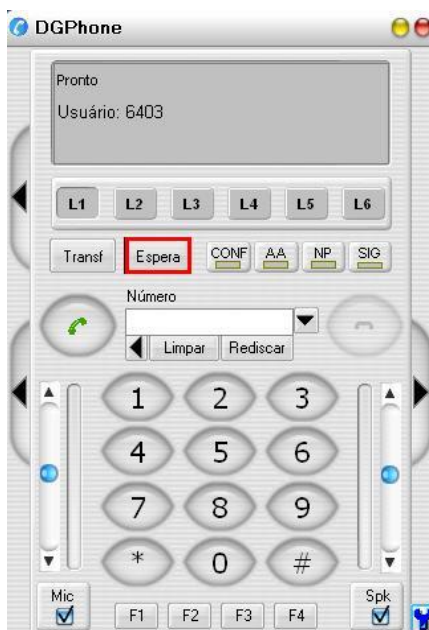 DGPhone
Pronto
Usuário: 6403
L1 L2 L3 L4 L5 L6
Transf Espera CONF AA NP SIG
Número
Limpar Rediscar
1 2 3
4 5 6
7 8 9
* 0 #
Mic Spk
F1 F2 F3 F4